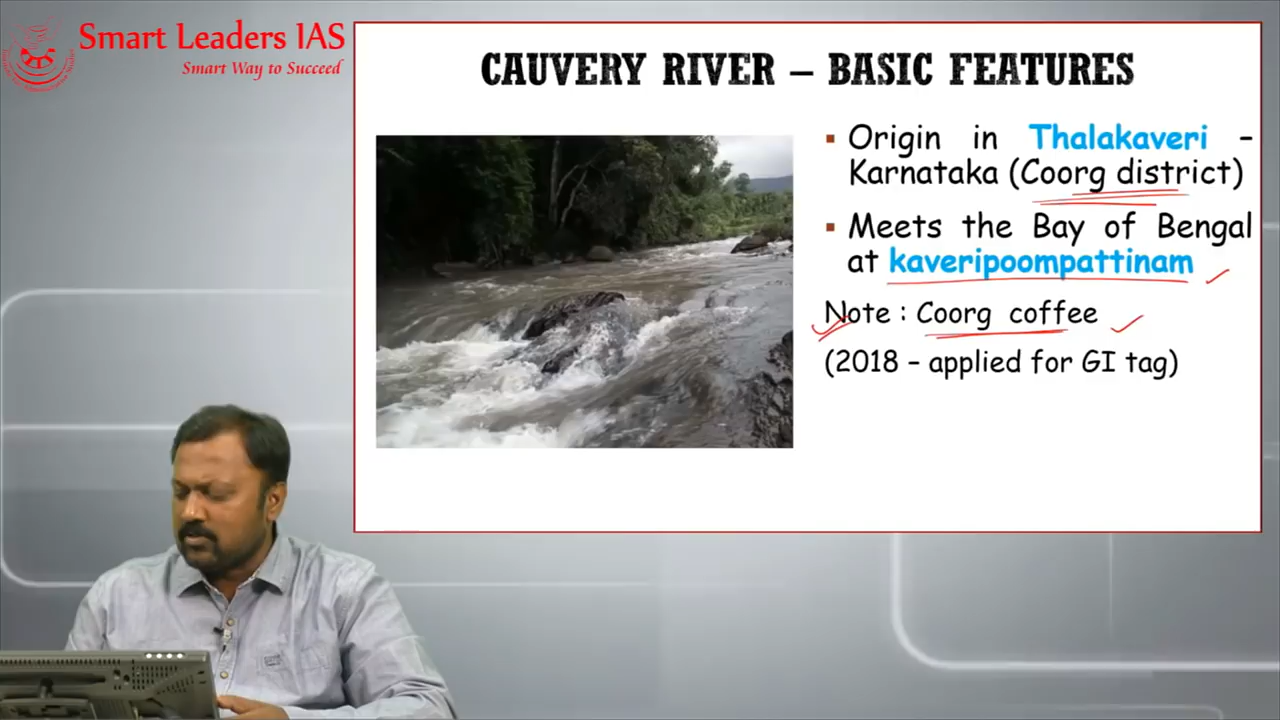 Smart Leaders IAS
Smart Way to Succeed
CAUVERY RIVER – BASIC FEATURES
▪ Origin in Thalakaveri –
Karnataka (Coorg district)
▪ Meets the Bay of Bengal
at kaveripoompattinam
Note : Coorg coffee
(2018 – applied for GI tag)